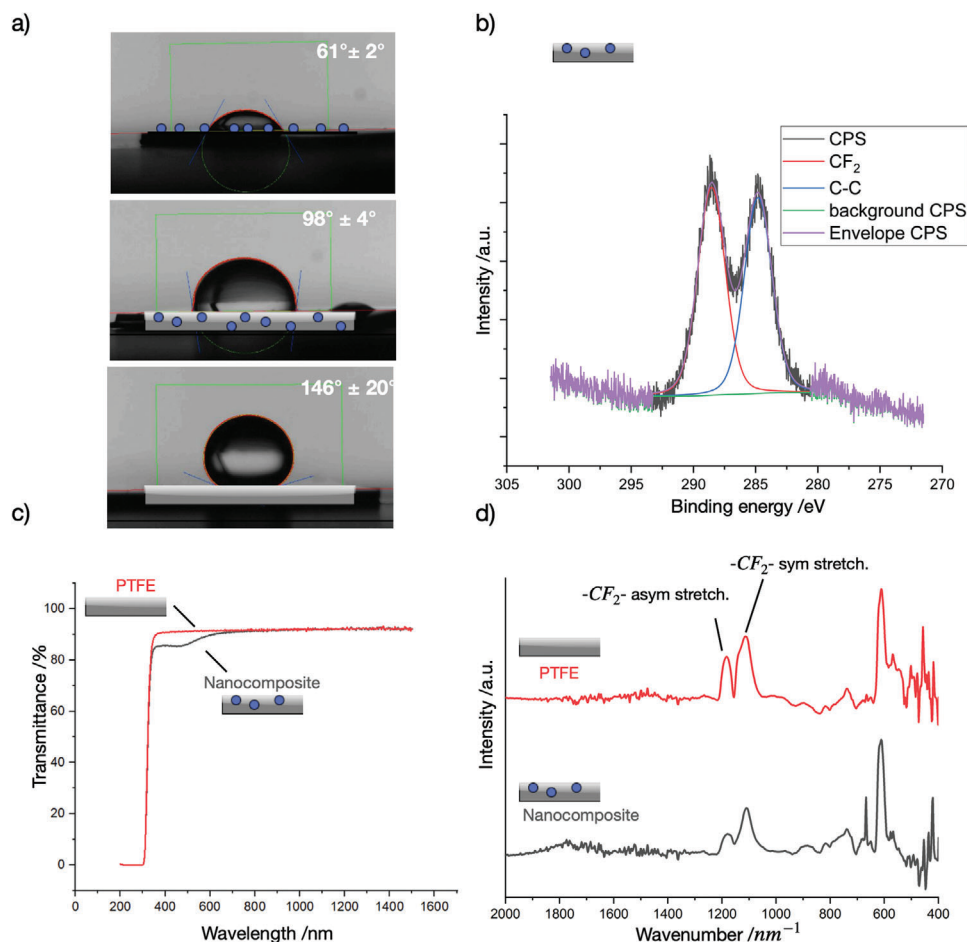 a)
61°± 2°
98° ± 4°
146° ± 20°
b)
CPS
CF2
C-C
background CPS
Envelope CPS
Intensity /a.u.
305 300 295 290 285 280 275 270
Binding energy /eV
c)
PTFE
Nanocomposite
100
80
60
40
20
0
Transmittance /%
0 200 400 600 800 1000 1200 1400 1600
Wavelength /nm
d)
-CF2- sym stretch.
-CF2- asym stretch.
PTFE
Nanocomposite
Intensity /a.u.
2000 1800 1600 1400 1200 1000 800 600 400
Wavenumber /nm−1